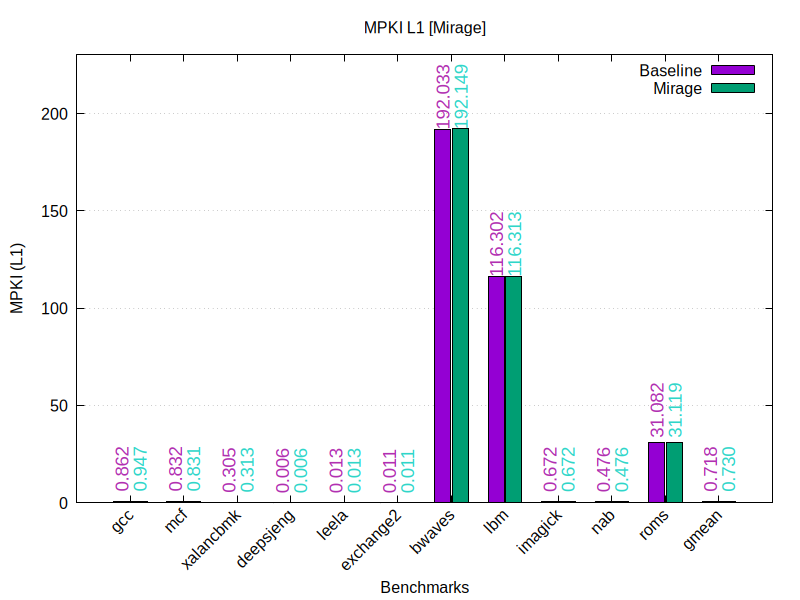 MPKI L1 [Mirage]
Baseline
Mirage
MPKI (L1)
200
150
100
50
0
0.862 0.947
0.832 0.831
0.305 0.313
0.006 0.006
0.013 0.013
0.011 0.011
192.033 192.149
116.302 116.313
0.672 0.672
0.476 0.476
31.082 31.119
0.718 0.730
gcc
mcf
xalancbmk
deepsjeng
leela
exchange2
bwaves
lbm
imagick
nab
roms
gmean
Benchmarks